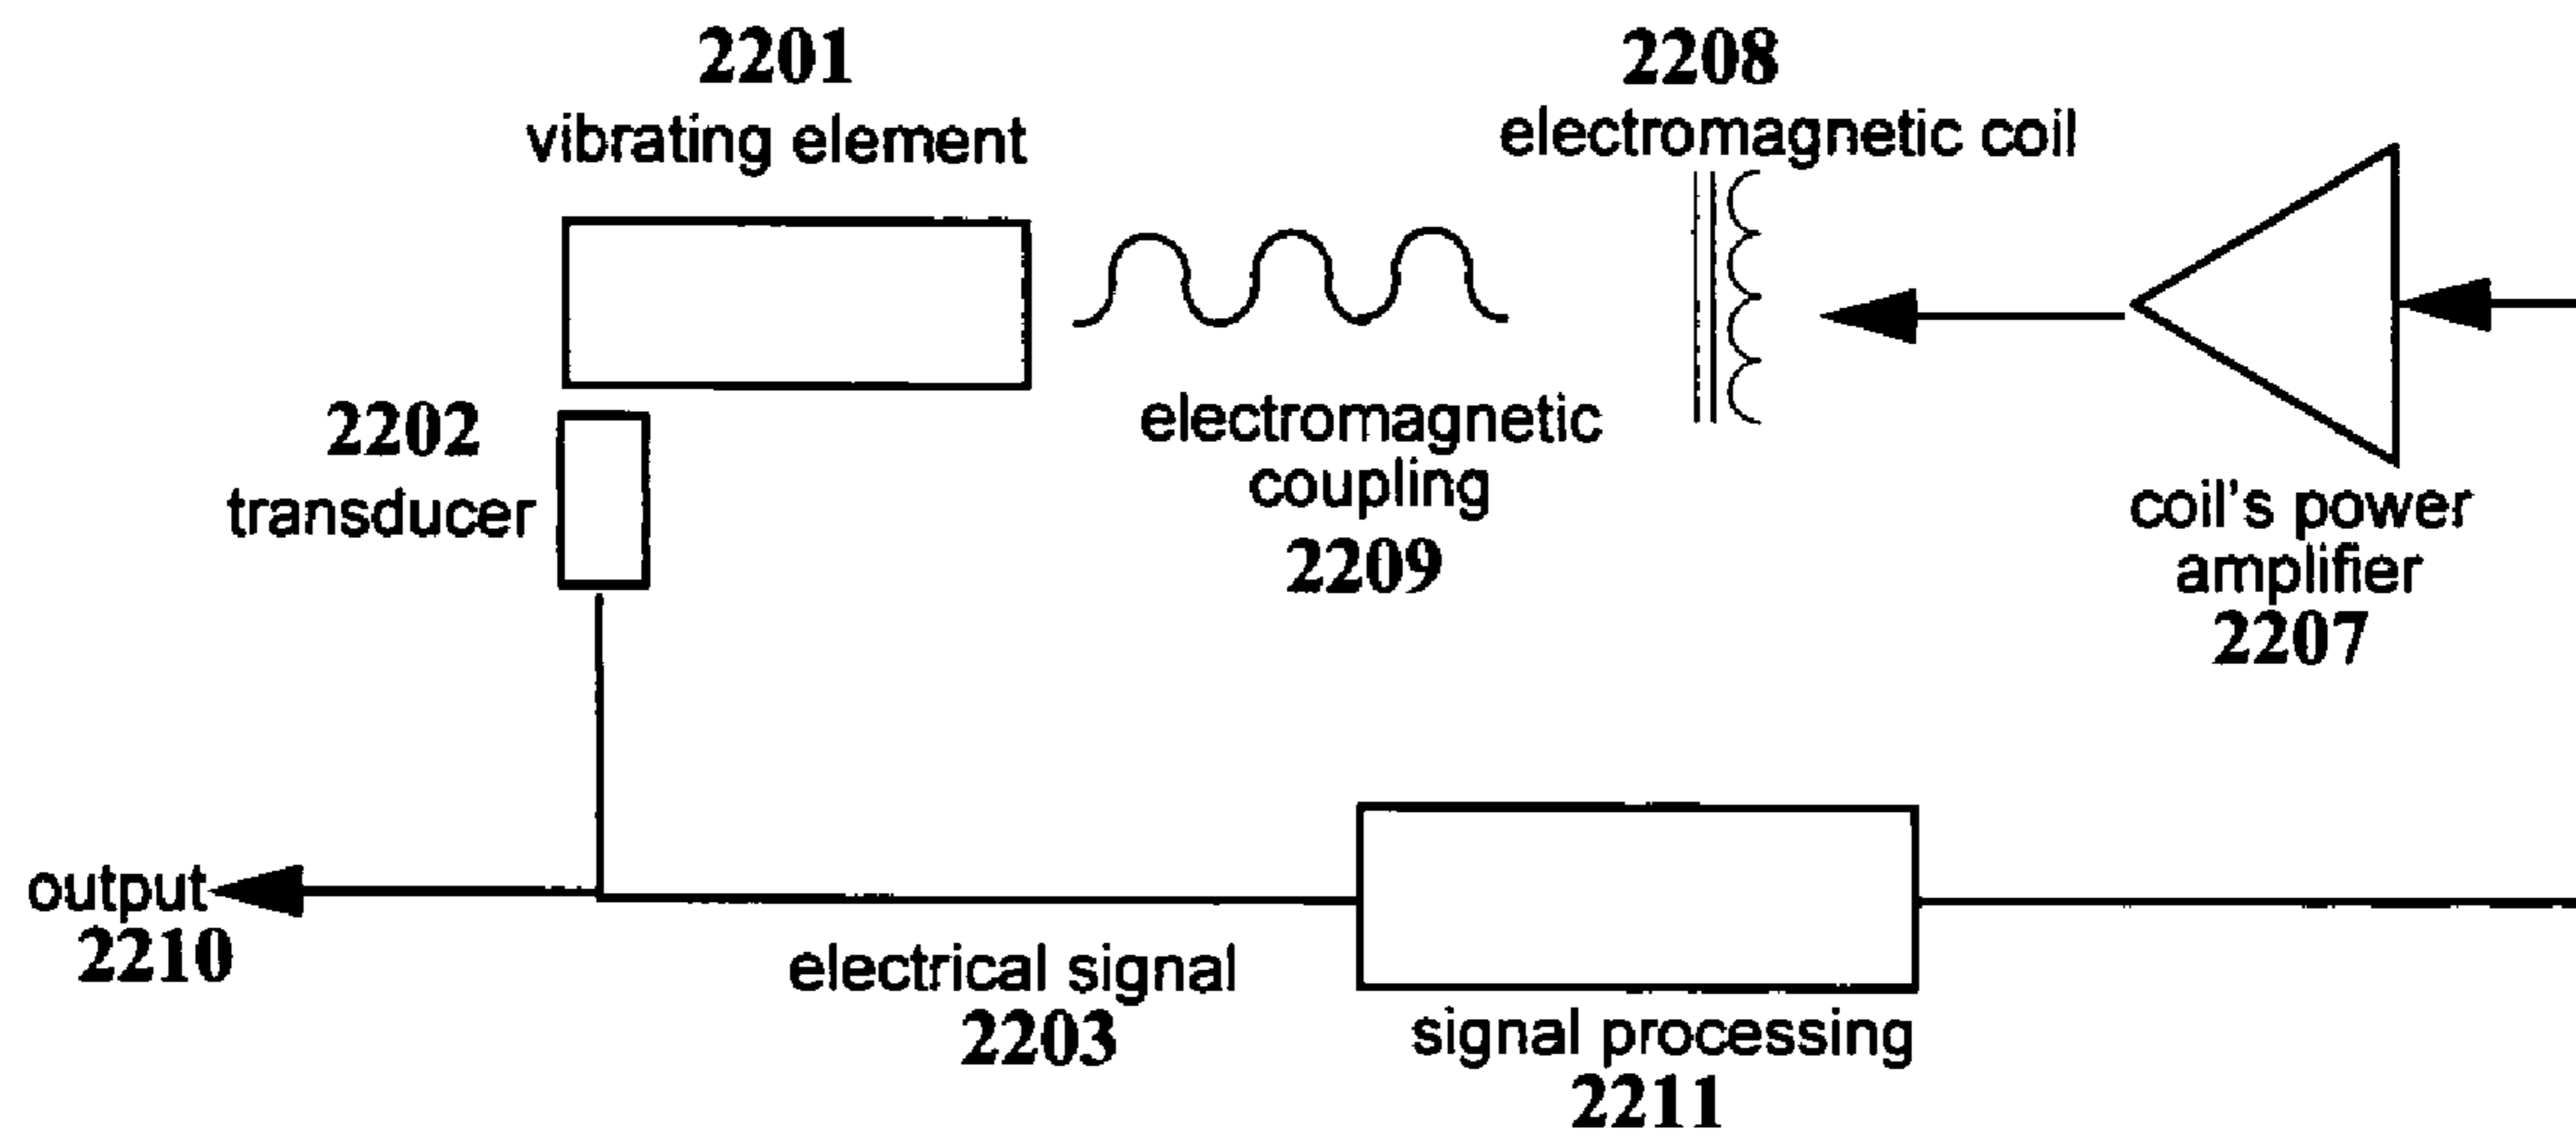 2201
vibrating element
2208
electromagnetic coil
2202
transducer
electromagnetic
coupling
2209
coil's power
amplifier
2207
output
2210
electrical signal
2203
signal processing
2211